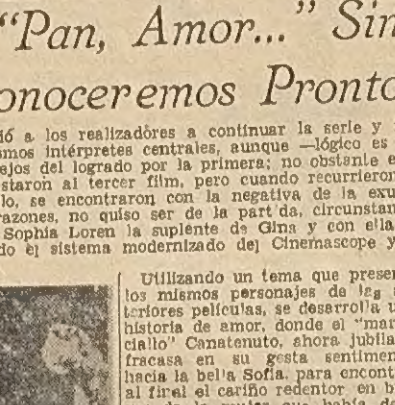 “Pan, Amor...” Sin
onoceremos Pronto
ió a los realizadores a continuar la serie y
smos intérpretes centrales, aunque —lógico es
ejos del logrado por la primera; no obstante e
staron al tercer film, pero cuando recurrieron
lo, se encontraron con la negativa de la exu
razones, no quiso ser de la part da, circunstan
Sophia Loren la suplente de Gina y con ella
do el sistema modernizado del Cinemascope y
Utilizando un tema que presen
los mismos personajes de las
teriores películas, se desarrolla u
historia de amor, donde el “mar
ciallo” Canatenuto, ahora jubila
fracasa en su gesta sentimen
hacia la bella Sofía, para encont
al final el cariño redentor en b